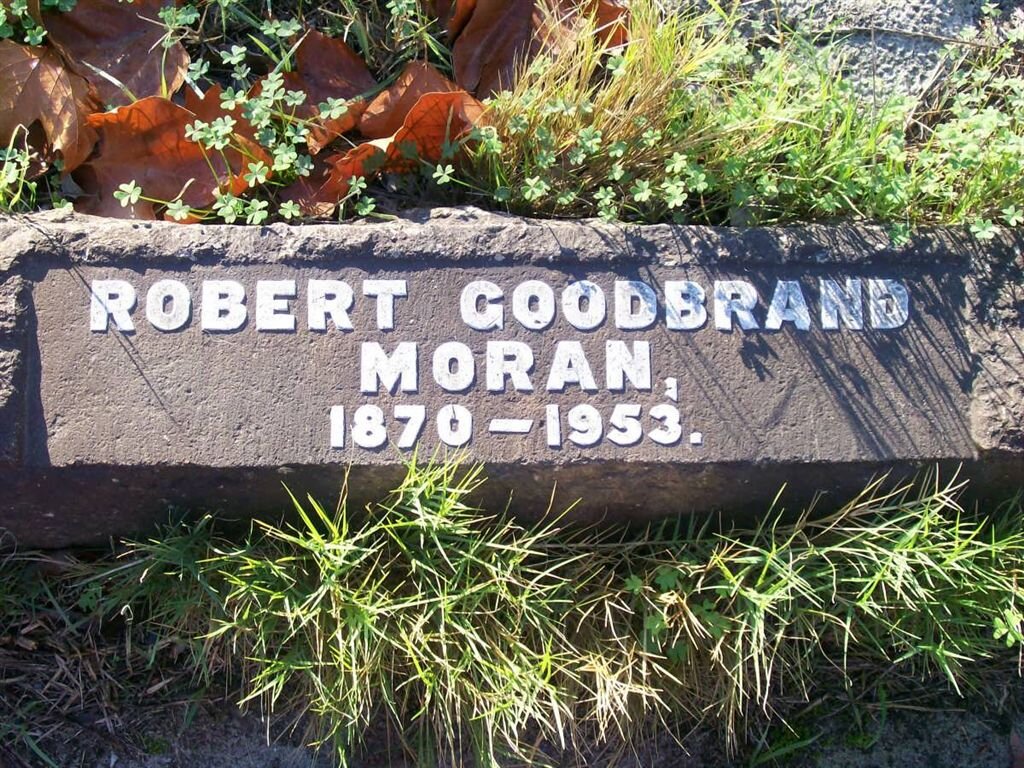 ROBERT GOODBRAND
MORAN,
1870–1953.